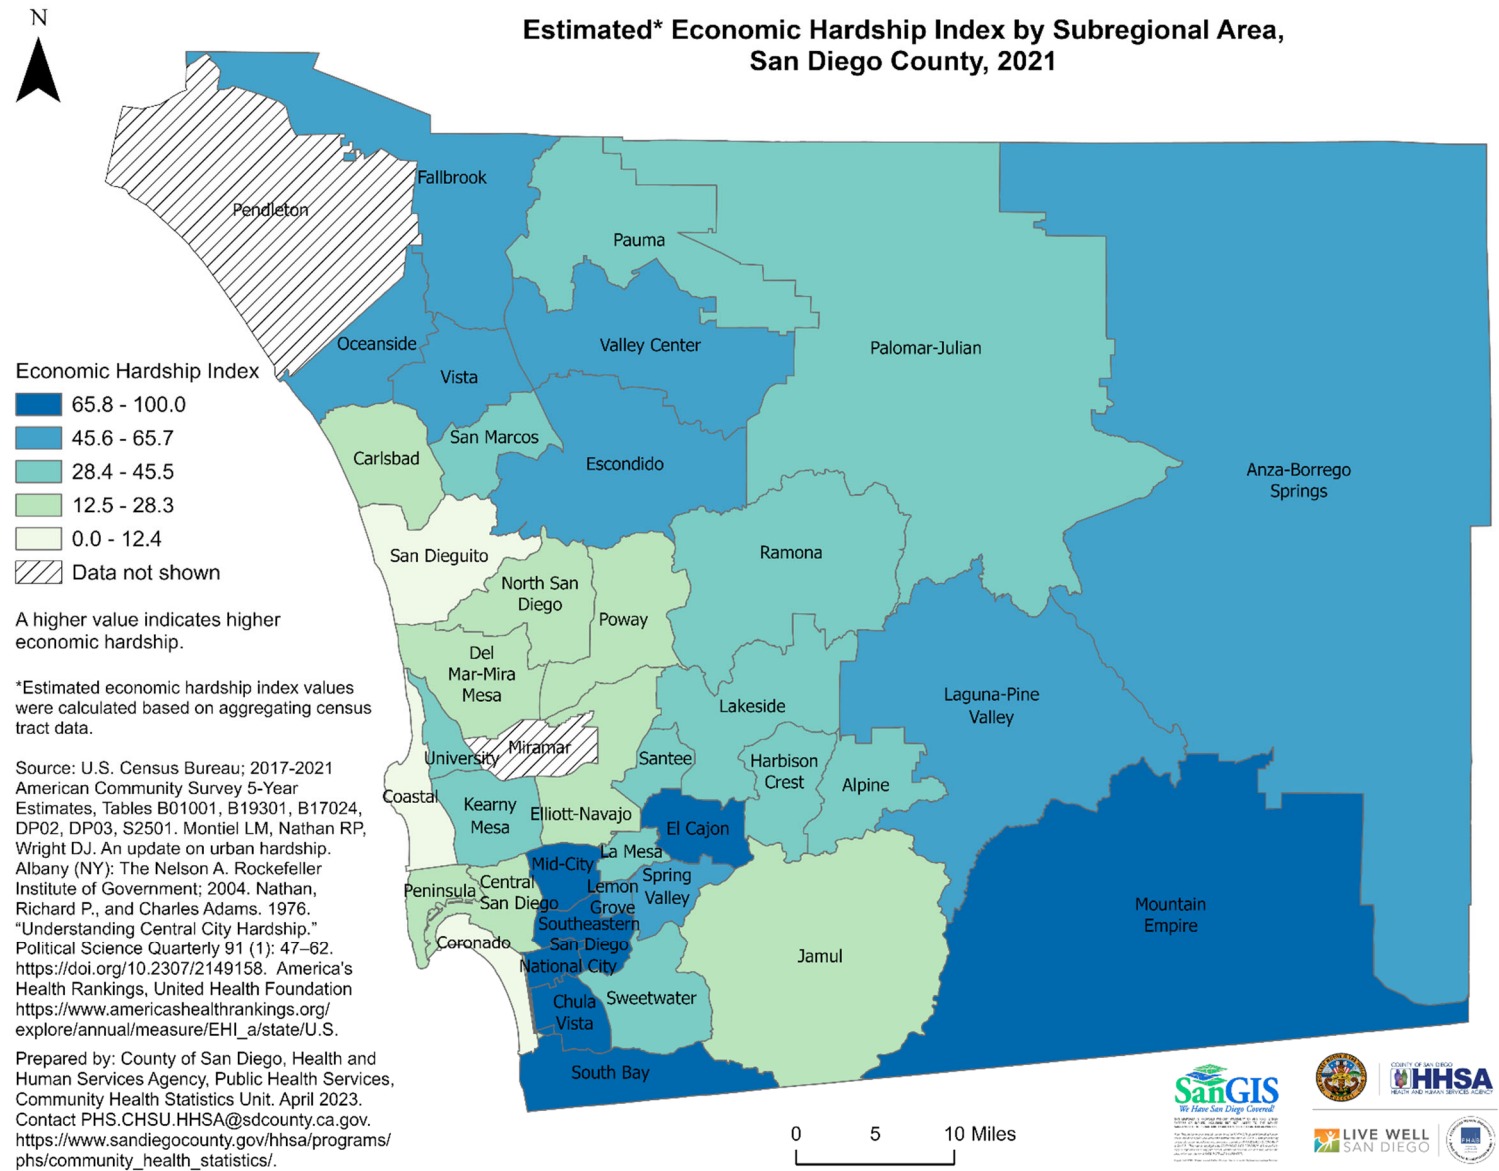 N
Estimated* Economic Hardship Index by Subregional Area,
San Diego County, 2021
Fallbrook
Pendleton
Pauma
Oceanside
Valley Center
Palomar-Julian
Vista
San Marcos
Carlsbad
Escondido
Anza-Borrego
Springs
San Dieguito
Ramona
North San
Diego
Poway
Del
Mar-Mira
Mesa
Laguna-Pine
Valley
Lakeside
University
Miramar
Santee
Harbison
Crest
Alpine
Coastal
Kearny
Mesa
Elliott-Navajo
El Cajon
La Mesa
Mid-City
Spring
Valley
Peninsula
Central
San Diego
Lemon
Grove
Southeastern
San Diego
Mountain
Empire
Coronado
National City
Jamul
Chula
Vista
Sweetwater
South Bay
Economic Hardship Index
65.8 - 100.0
45.6 - 65.7
28.4 - 45.5
12.5 - 28.3
0.0 - 12.4
Data not shown
A higher value indicates higher
economic hardship.
*Estimated economic hardship index values
were calculated based on aggregating census
tract data.
Source: U.S. Census Bureau; 2017-2021
American Community Survey 5-Year
Estimates, Tables B01001, B19301, B17024,
DP02, DP03, S2501. Montiel LM, Nathan RP,
Wright DJ. An update on urban hardship.
Albany (NY): The Nelson A. Rockefeller
Institute of Government; 2004. Nathan,
Richard P., and Charles Adams. 1976.
“Understanding Central City Hardship.”
Political Science Quarterly 91 (1): 47–62.
https://doi.org/10.2307/2149158. America's
Health Rankings, United Health Foundation
https://www.americashealthrankings.org/
explore/annual/measure/EHI_a/state/U.S.
Prepared by: County of San Diego, Health and
Human Services Agency, Public Health Services,
Community Health Statistics Unit. April 2023.
Contact PHS.CHSU.HHSA@sdcounty.ca.gov.
https://www.sandiegocounty.gov/hhsa/programs/
phs/community_health_statistics/.
0 5 10 Miles
SanGIS
We Have San Diego Covered!
COUNTY OF SAN DIEGO
HHSA
HEALTH AND HUMAN SERVICES AGENCY
LIVE WELL
SAN DIEGO
PHAB